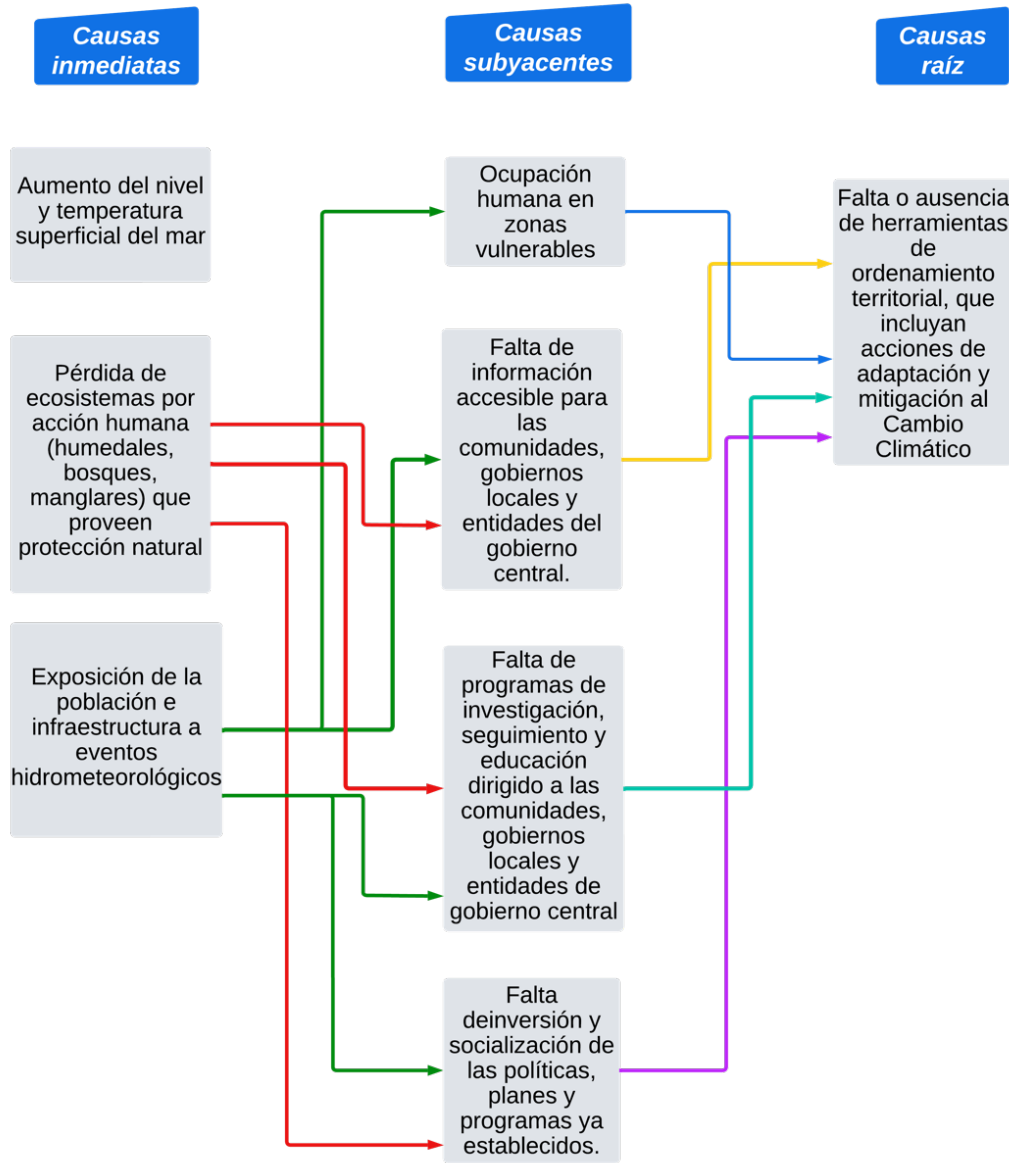 Causas
inmediatas
Causas
subyacentes
Causas
raíz
Aumento del nivel
y temperatura
superficial del mar
Pérdida de
ecosistemas por
acción humana
(humedales,
bosques,
manglares) que
proveen
protección natural
Exposición de la
población e
infraestructura a
eventos
hidrometeorológicos
Ocupación
humana en
zonas
vulnerables
Falta de
información
accesible para
las
comunidades,
gobiernos
locales y
entidades del
gobierno
central.
Falta de
programas de
investigación,
seguimiento y
educación
dirigido a las
comunidades,
gobiernos
locales y
entidades de
gobierno central
Falta
deinversión y
socialización de
las políticas,
planes y
programas ya
establecidos.
Falta o ausencia
de herramientas
de
ordenamiento
territorial, que
incluyan
acciones de
adaptación y
mitigación al
Cambio
Climático